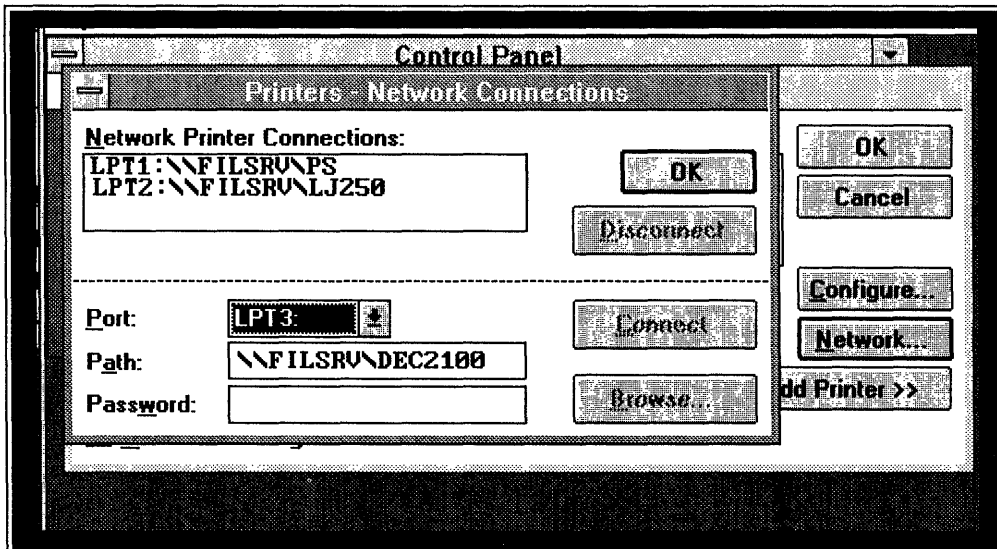 Control Panel
Printers - Network Connections
Network Printer Connections:
LPT1:\\FILSRV\PS
LPT2:\\FILSRV\LJ250
OK
Disconnect
Port:
LPT3:
Connect
Path:
\\FILSRV\DEC2100
Password:
Browse...
OK
Cancel
Configure...
Network...
dd Printer >>